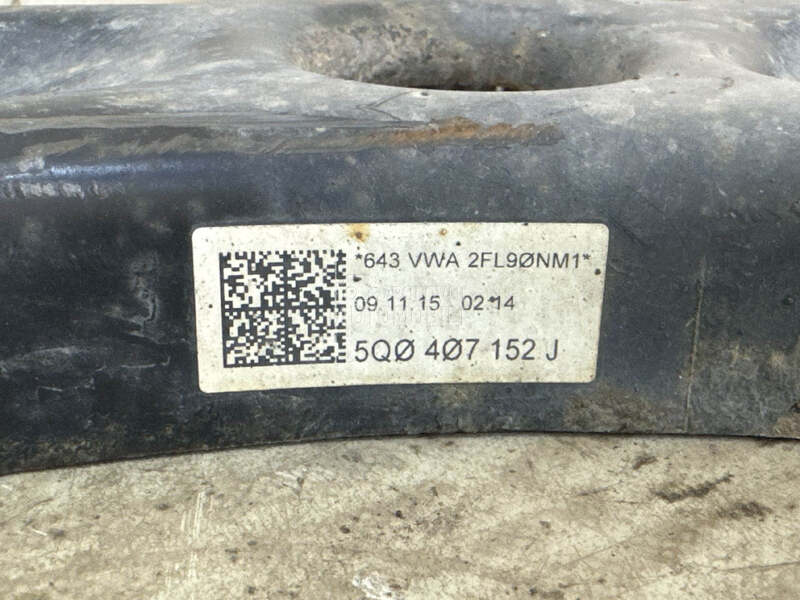 *643 VWA 2FL9ØNM1*
09.11.15 02:14
5QØ 4Ø7 152 J